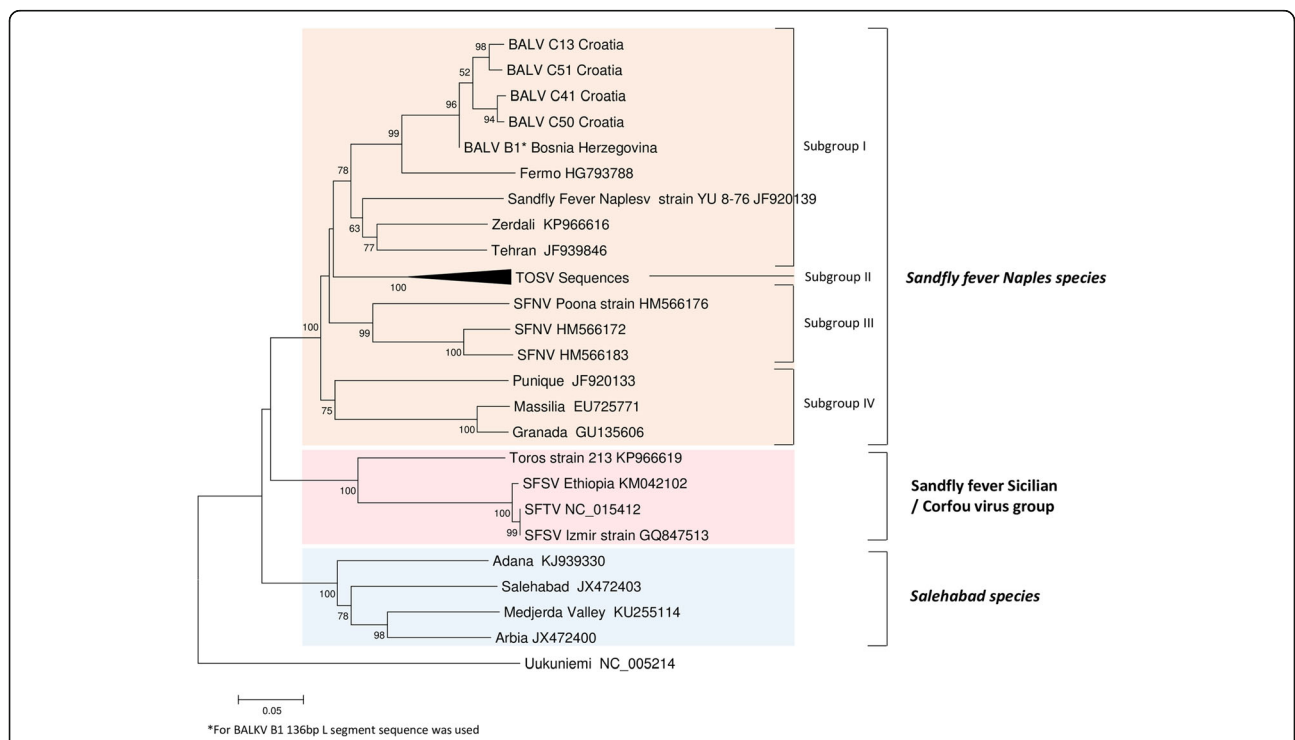 98 BALV C13 Croatia
BALV C51 Croatia
52
BALV C41 Croatia
96
94 BALV C50 Croatia
99
BALV B1* Bosnia Herzegovina
Subgroup I
78
Fermo HG793788
Sandfly Fever Naplesv strain YU 8-76 JF920139
63
Zerdali KP966616
77
Tehran JF939846
100
TOSV Sequences
Subgroup II
Sandfly fever Naples species
SFNV Poona strain HM566176
100
99
SFNV HM566172
Subgroup III
100
SFNV HM566183
Punique JF920133
75
Massilia EU725771
Subgroup IV
100
Granada GU135606
Toros strain 213 KP966619
100
SFSV Ethiopia KM042102
Sandfly fever Sicilian
/ Corfou virus group
100
SFTV NC_015412
99 SFSV Izmir strain GQ847513
Adana KJ939330
100
Salehabad JX472403
Salehabad species
78
Medjerda Valley KU255114
98
Arbia JX472400
Uukuniemi NC_005214
0.05
*For BALKV B1 136bp L segment sequence was used